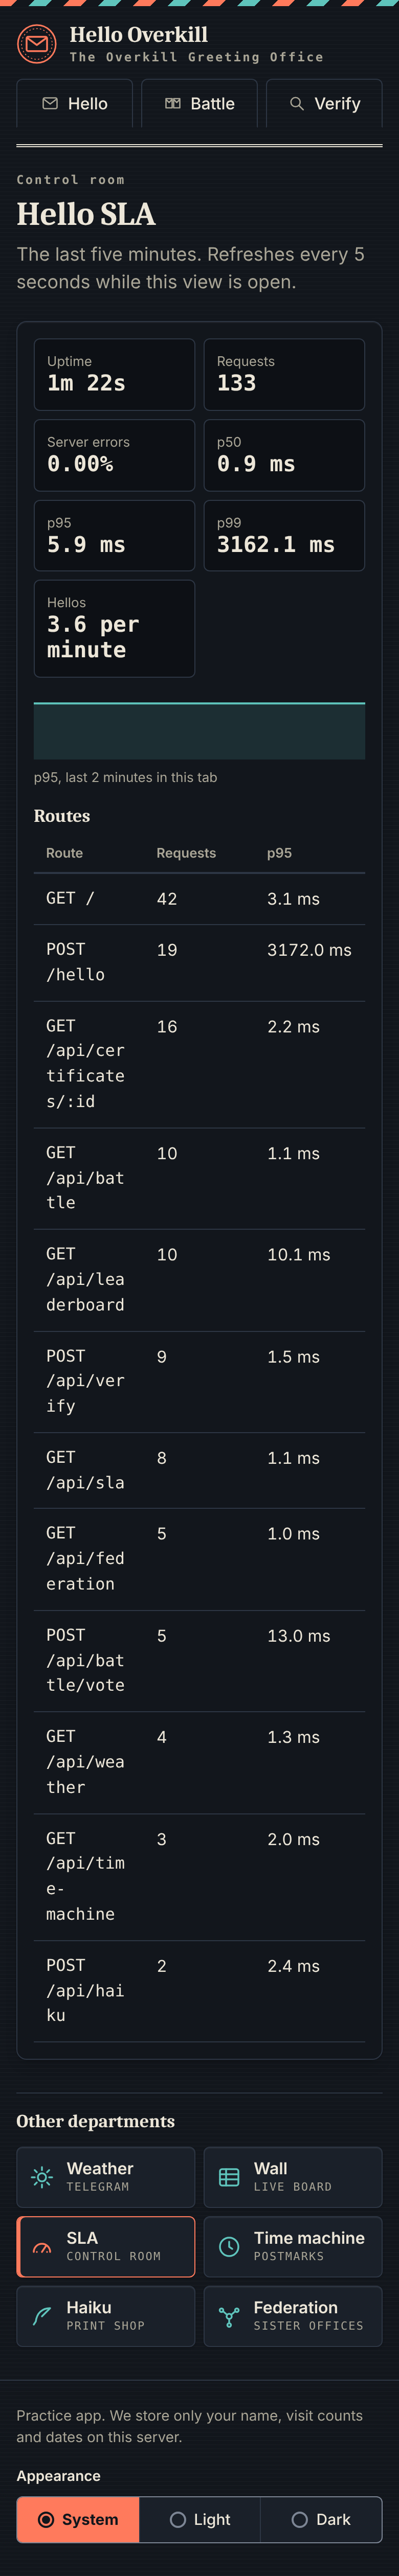 Hello Overkill
The Overkill Greeting Office
Hello
Battle
Verify
Control room
Hello SLA
The last five minutes. Refreshes every 5
seconds while this view is open.
Uptime
1m 22s
Requests
133
Server errors
0.00%
p50
0.9 ms
p95
5.9 ms
p99
3162.1 ms
Hellos
3.6 per
minute
p95, last 2 minutes in this tab
Routes
Route Requests p95
GET / 42 3.1 ms
POST 19 3172.0 ms
/hello
GET 16 2.2 ms
/api/cer
tificate
s/:id
GET 10 1.1 ms
/api/bat
tle
GET 10 10.1 ms
/api/lea
derboard
POST 9 1.5 ms
/api/ver
ify
GET 8 1.1 ms
/api/sla
GET 5 1.0 ms
/api/fed
eration
POST 5 13.0 ms
/api/bat
tle/vote
GET 4 1.3 ms
/api/wea
ther
GET 3 2.0 ms
/api/tim
e-
machine
POST 2 2.4 ms
/api/hai
ku
Other departments
Weather
TELEGRAM
Wall
LIVE BOARD
SLA
CONTROL ROOM
Time machine
POSTMARKS
Haiku
PRINT SHOP
Federation
SISTER OFFICES
Practice app. We store only your name, visit counts
and dates on this server.
Appearance
System
Light
Dark